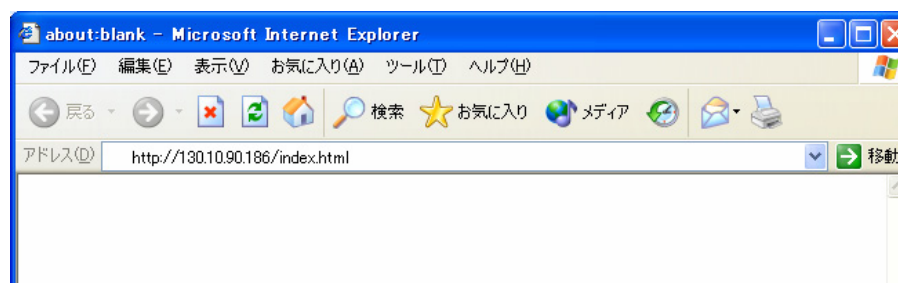 about:blank - Microsoft Internet Explorer
ファイル(F) 編集(E) 表示(V) お気に入り(A) ツール(T) ヘルプ(H)
戻る 検索 お気に入り メディア
アドレス(D) http://130.10.90.186/index.html 移動